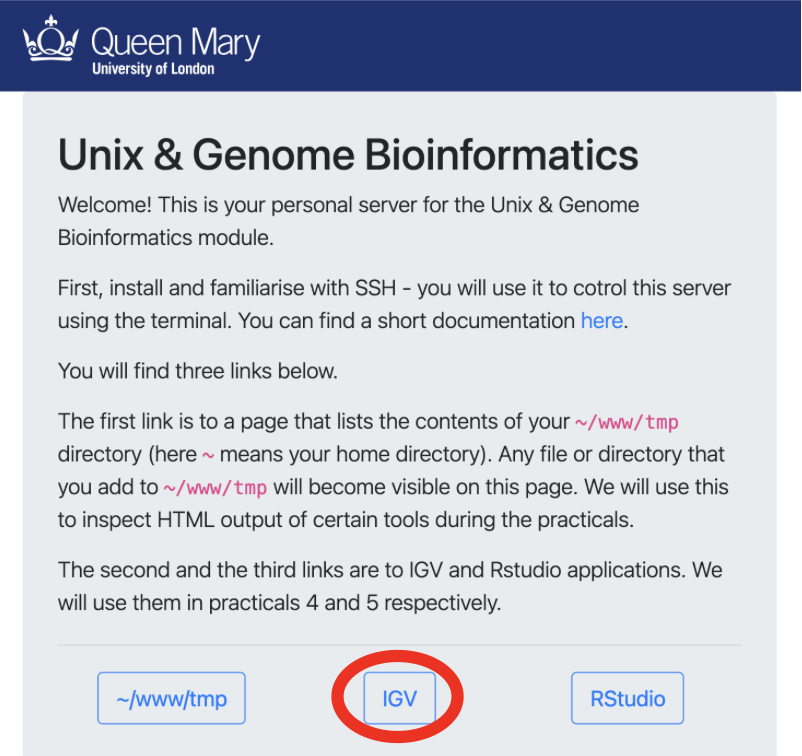 Queen Mary
University of London
Unix & Genome Bioinformatics
Welcome! This is your personal server for the Unix & Genome
Bioinformatics module.
First, install and familiarise with SSH - you will use it to cotrol this server
using the terminal. You can find a short documentation here.
You will find three links below.
The first link is to a page that lists the contents of your ~/www/tmp
directory (here ~ means your home directory). Any file or directory that
you add to ~/www/tmp will become visible on this page. We will use this
to inspect HTML output of certain tools during the practicals.
The second and the third links are to IGV and Rstudio applications. We
will use them in practicals 4 and 5 respectively.
~/www/tmp IGV RStudio